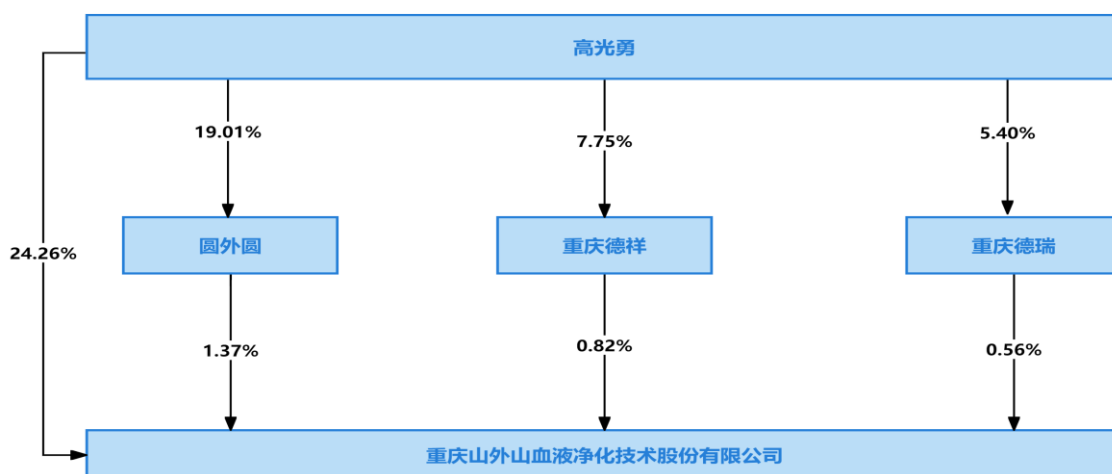 高光勇
19.01%
7.75%
5.40%
圆外圆
重庆德祥
重庆德瑞
24.26%
1.37%
0.82%
0.56%
重庆山外山血液净化技术股份有限公司